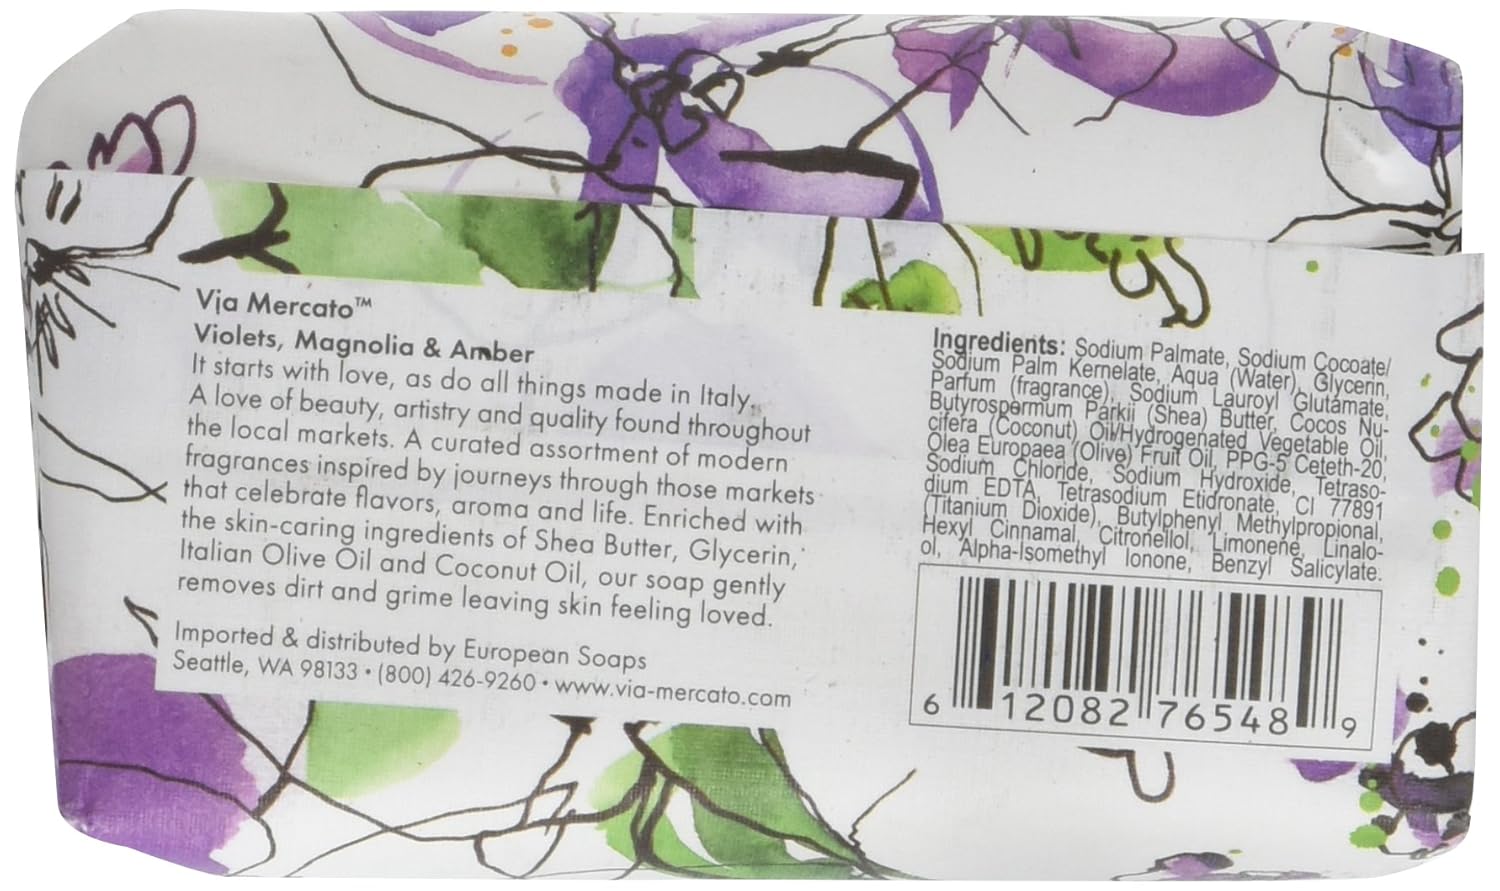 Via Mercato™
Violets, Magnolia & Amber
It starts with love, as do all things made in Italy.
A love of beauty, artistry and quality found throughout
the local markets. A curated assortment of modern
fragrances inspired by journeys through those markets
that celebrate flavors, aroma and life. Enriched with
the skin-caring ingredients of Shea Butter, Glycerin,
Italian Olive Oil and Coconut Oil, our soap gently
removes dirt and grime leaving skin feeling loved.
Imported & distributed by European Soaps
Seattle, WA 98133 • (800) 426-9260 • www.via-mercato.com
Ingredients: Sodium Palmate, Sodium Cocoate/
Sodium Palm Kernelate, Aqua (Water), Glycerin,
Parfum (fragrance), Sodium Lauroyl Glutamate,
Butyrospermum Parkii (Shea) Butter, Cocos Nu-
cifera (Coconut) Oil/Hydrogenated Vegetable Oil,
Olea Europaea (Olive) Fruit Oil, PPG-5 Ceteth-20,
Sodium Chloride, Sodium Hydroxide, Tetraso-
dium EDTA, Tetrasodium Etidronate, CI 77891
(Titanium Dioxide), Butylphenyl Methylpropional,
Hexyl Cinnamal, Citronellol, Limonene, Linalo-
ol, Alpha-Isomethyl Ionone, Benzyl Salicylate.
6 12082 76548 9